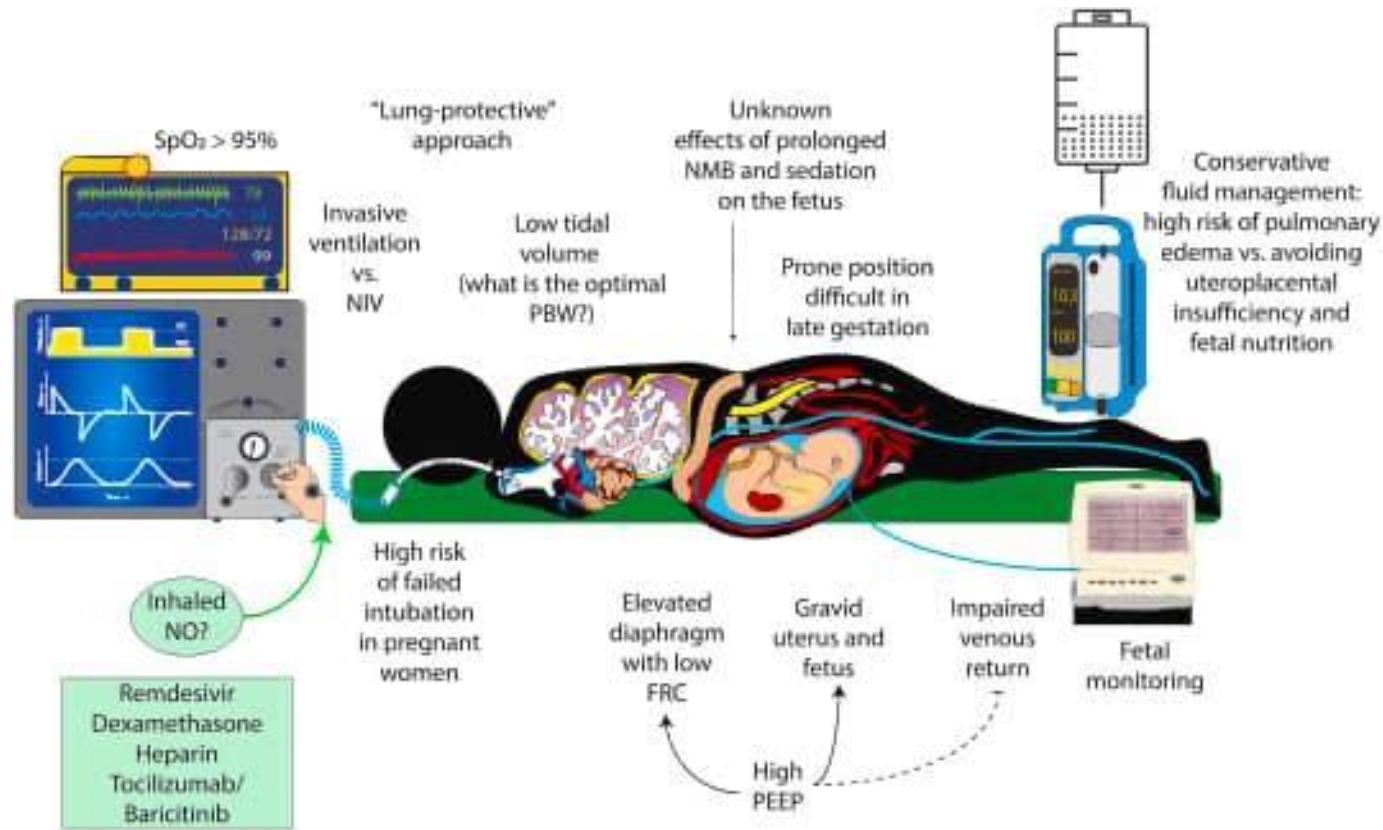 SpO₂ > 95%
"Lung-protective"
approach
Unknown
effects of prolonged
NMB and sedation
on the fetus
Conservative
fluid management:
high risk of pulmonary
edema vs. avoiding
uteroplacental
insufficiency and
fetal nutrition
Invasive
ventilation
vs.
NIV
Low tidal
volume
(what is the optimal
PBW?)
Prone position
difficult in
late gestation
128/72
99
100
High risk
of failed
intubation
in pregnant
women
Inhaled
NO?
Remdesivir
Dexamethasone
Heparin
Tocilizumab/
Baricitinib
Elevated
diaphragm
with low
FRC
Gravid
uterus and
fetus
Impaired
venous
return
Fetal
monitoring
High
PEEP